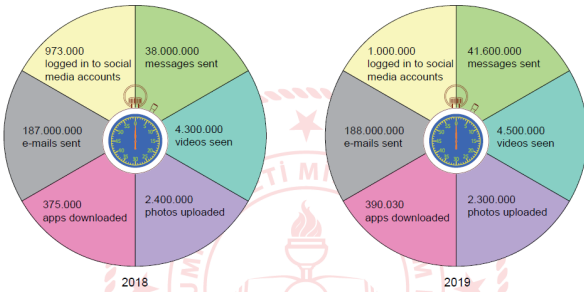 973.000
logged in to social
media accounts
38.000.000
messages sent
187.000.000
e-mails sent
4.300.000
videos seen
375.000
apps downloaded
2.400.000
photos uploaded
2018
1.000.000
logged in to social
media accounts
41.600.000
messages sent
188.000.000
e-mails sent
4.500.000
videos seen
390.030
apps downloaded
2.300.000
photos uploaded
2019